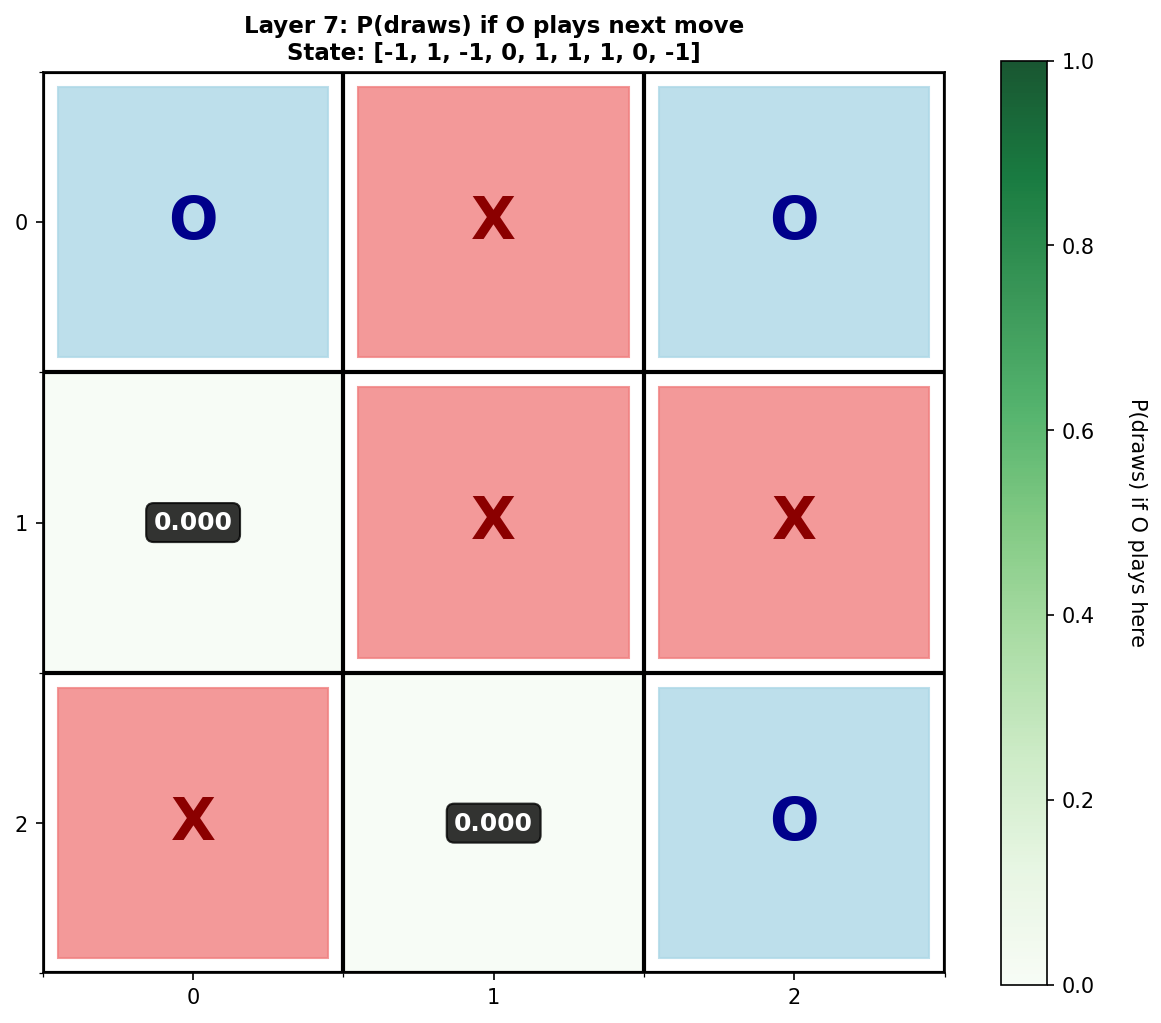 Layer 7: P(draws) if O plays next move
State: [-1, 1, -1, 0, 1, 1, 1, 0, -1]
O X O
0.000 X X
X 0.000 O
0
1
2
0 1 2
1.0
0.8
0.6
0.4
0.2
0.0
P(draws) if O plays here